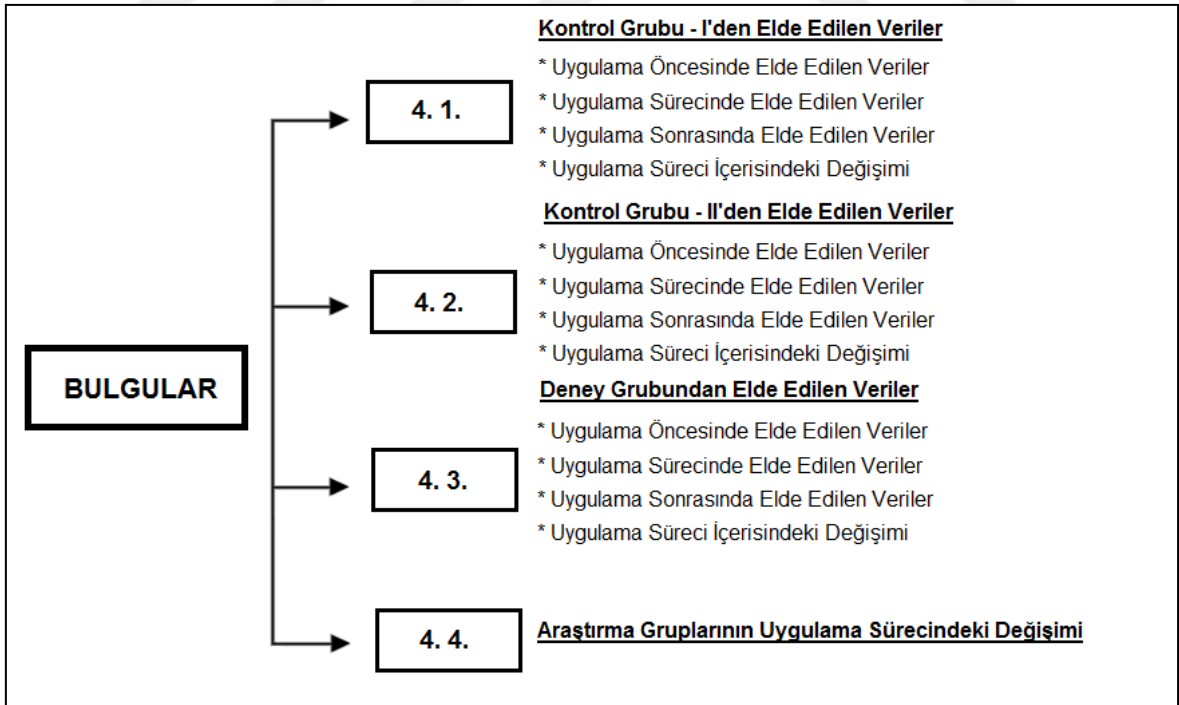 BULGULAR
4. 1.
Kontrol Grubu - I'den Elde Edilen Veriler
* Uygulama Öncesinde Elde Edilen Veriler
* Uygulama Sürecinde Elde Edilen Veriler
* Uygulama Sonrasında Elde Edilen Veriler
* Uygulama Süreci İçerisindeki Değişimi
4. 2.
Kontrol Grubu - II'den Elde Edilen Veriler
* Uygulama Öncesinde Elde Edilen Veriler
* Uygulama Sürecinde Elde Edilen Veriler
* Uygulama Sonrasında Elde Edilen Veriler
* Uygulama Süreci İçerisindeki Değişimi
4. 3.
Deney Grubundan Elde Edilen Veriler
* Uygulama Öncesinde Elde Edilen Veriler
* Uygulama Sürecinde Elde Edilen Veriler
* Uygulama Sonrasında Elde Edilen Veriler
* Uygulama Süreci İçerisindeki Değişimi
4. 4.
Araştırma Gruplarının Uygulama Sürecindeki Değişimi